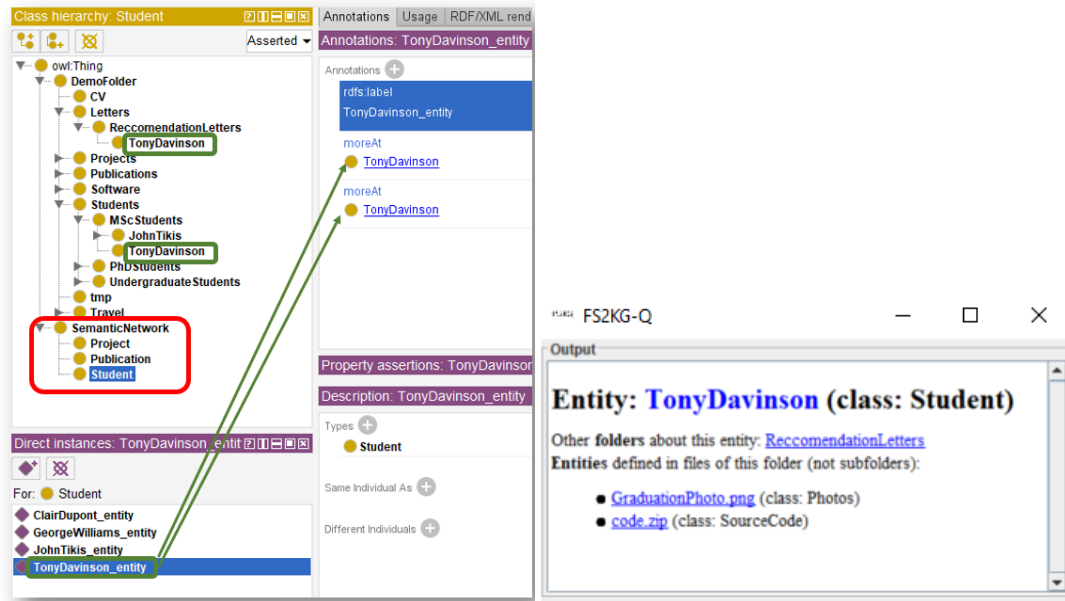 Class hierarchy: Student
Asserted
owl:Thing
DemoFolder
CV
Letters
ReccomendationLetters
TonyDavinson
Projects
Publications
Software
Students
MScStudents
JohnTikis
TonyDavinson
PhDStudents
UndergraduateStudents
tmp
Travel
SemanticNetwork
Project
Publication
Student
Direct instances: TonyDavinson_entit
For: Student
ClairDupont_entity
GeorgeWilliams_entity
JohnTikis_entity
TonyDavinson_entity
Annotations Usage RDF/XML rend
Annotations: TonyDavinson_entity
Annotations
rdfs:label
TonyDavinson_entity
moreAt
TonyDavinson
moreAt
TonyDavinson
Property assertions: TonyDavinson
Description: TonyDavinson_entity
Types
Student
Same Individual As
Different Individuals
FS2KG-Q
Output
Entity: TonyDavinson (class: Student)
Other folders about this entity: ReccomendationLetters
Entities defined in files of this folder (not subfolders):
GraduationPhoto.png (class: Photos)
code.zip (class: SourceCode)